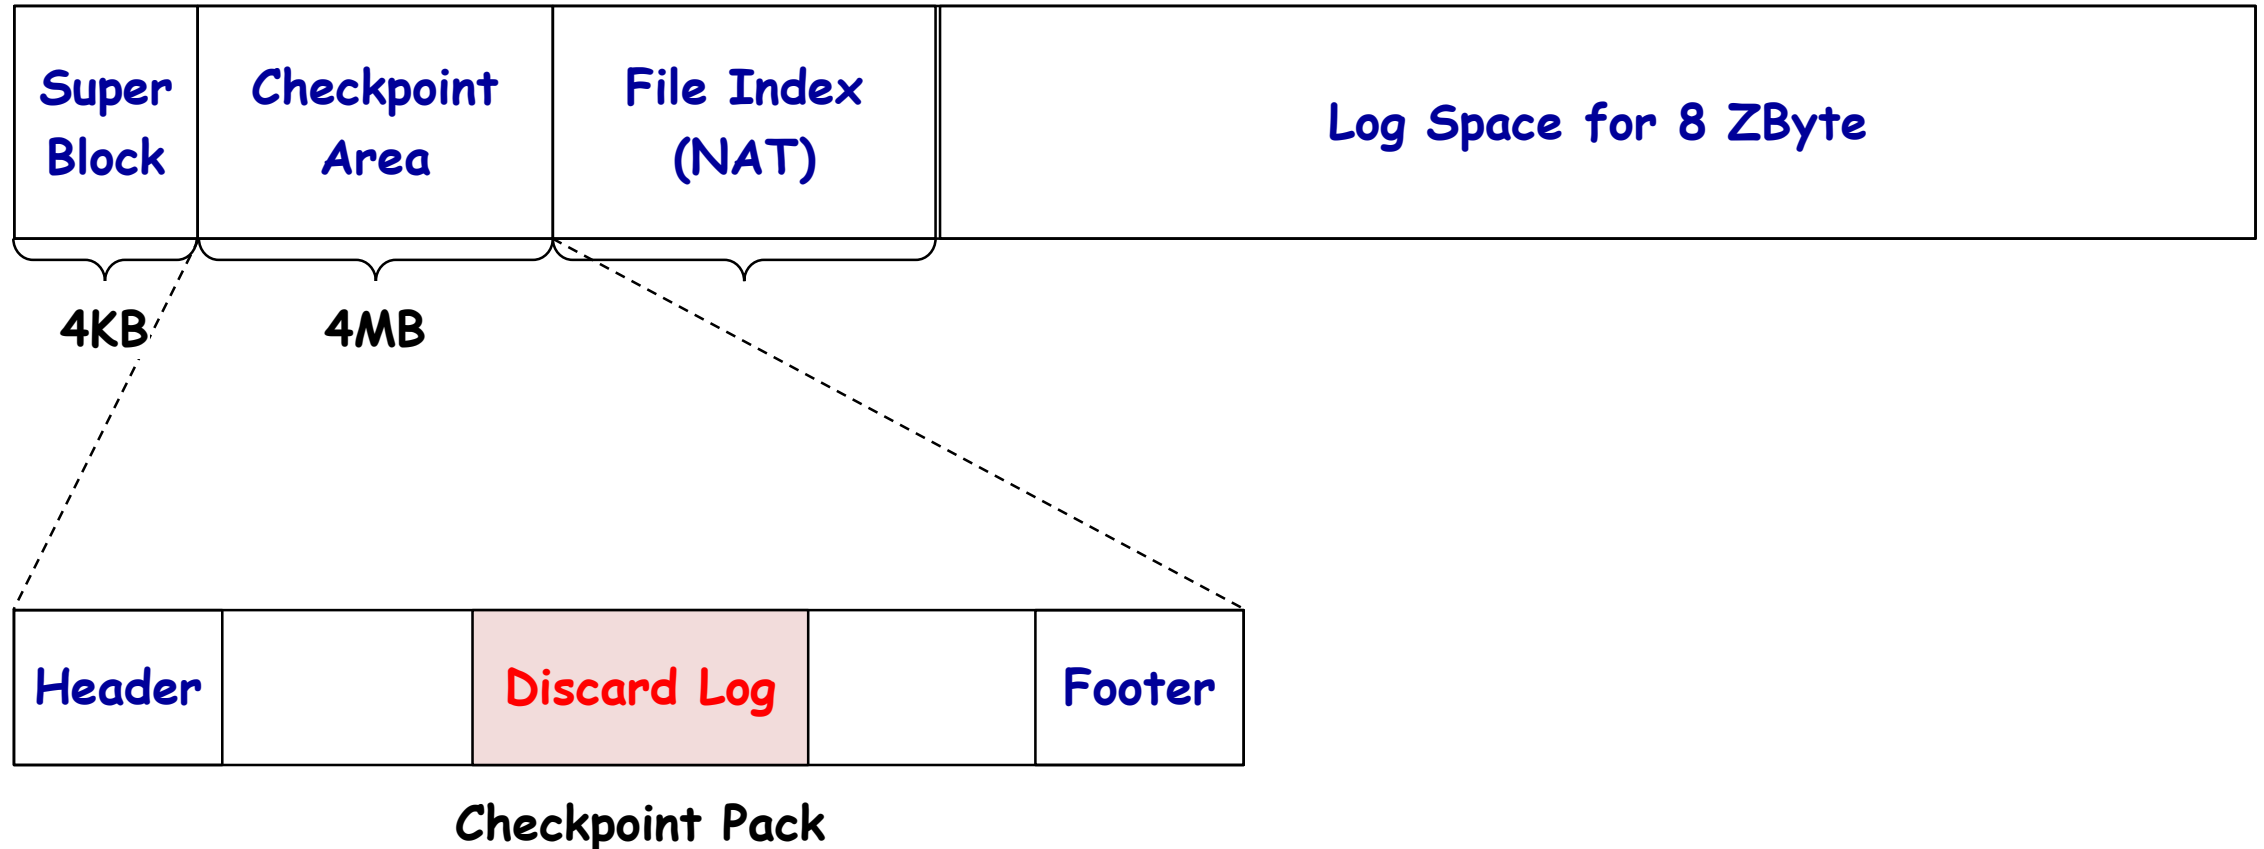 Super
Block
Checkpoint
Area
File Index
(NAT)
Log Space for 8 ZByte
4KB
4MB
Header
Discard Log
Footer
Checkpoint Pack